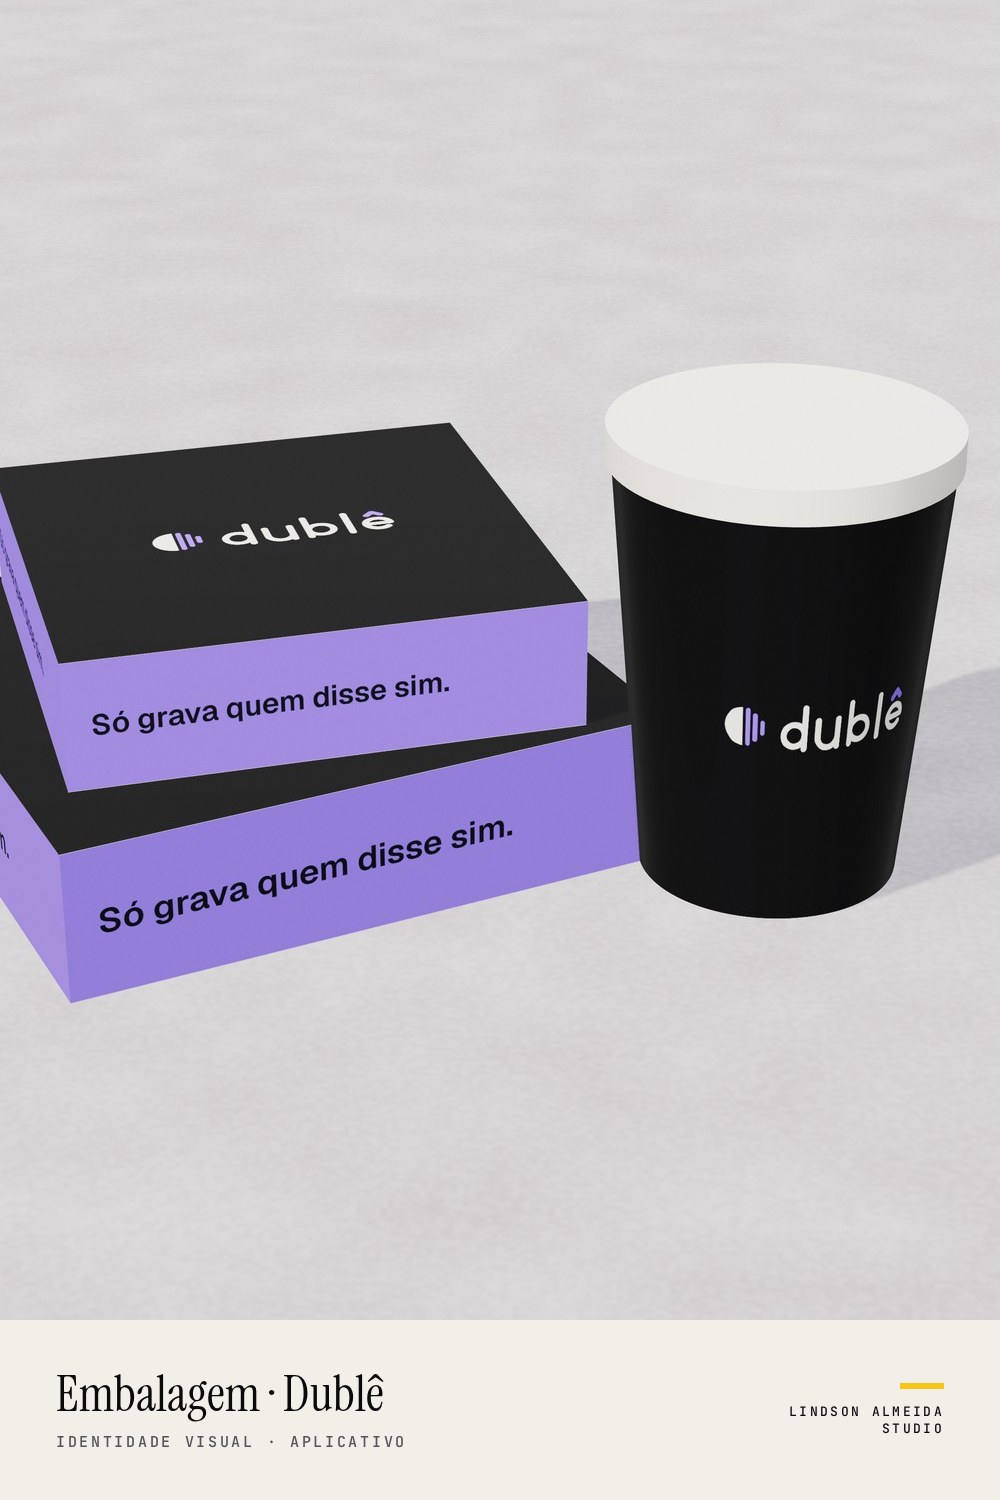 dublê
Só grava quem disse sim.
Só grava quem disse sim.
m.
dublê
Embalagem · Dublê
IDENTIDADE VISUAL · APLICATIVO
LINDSON ALMEIDA
STUDIO